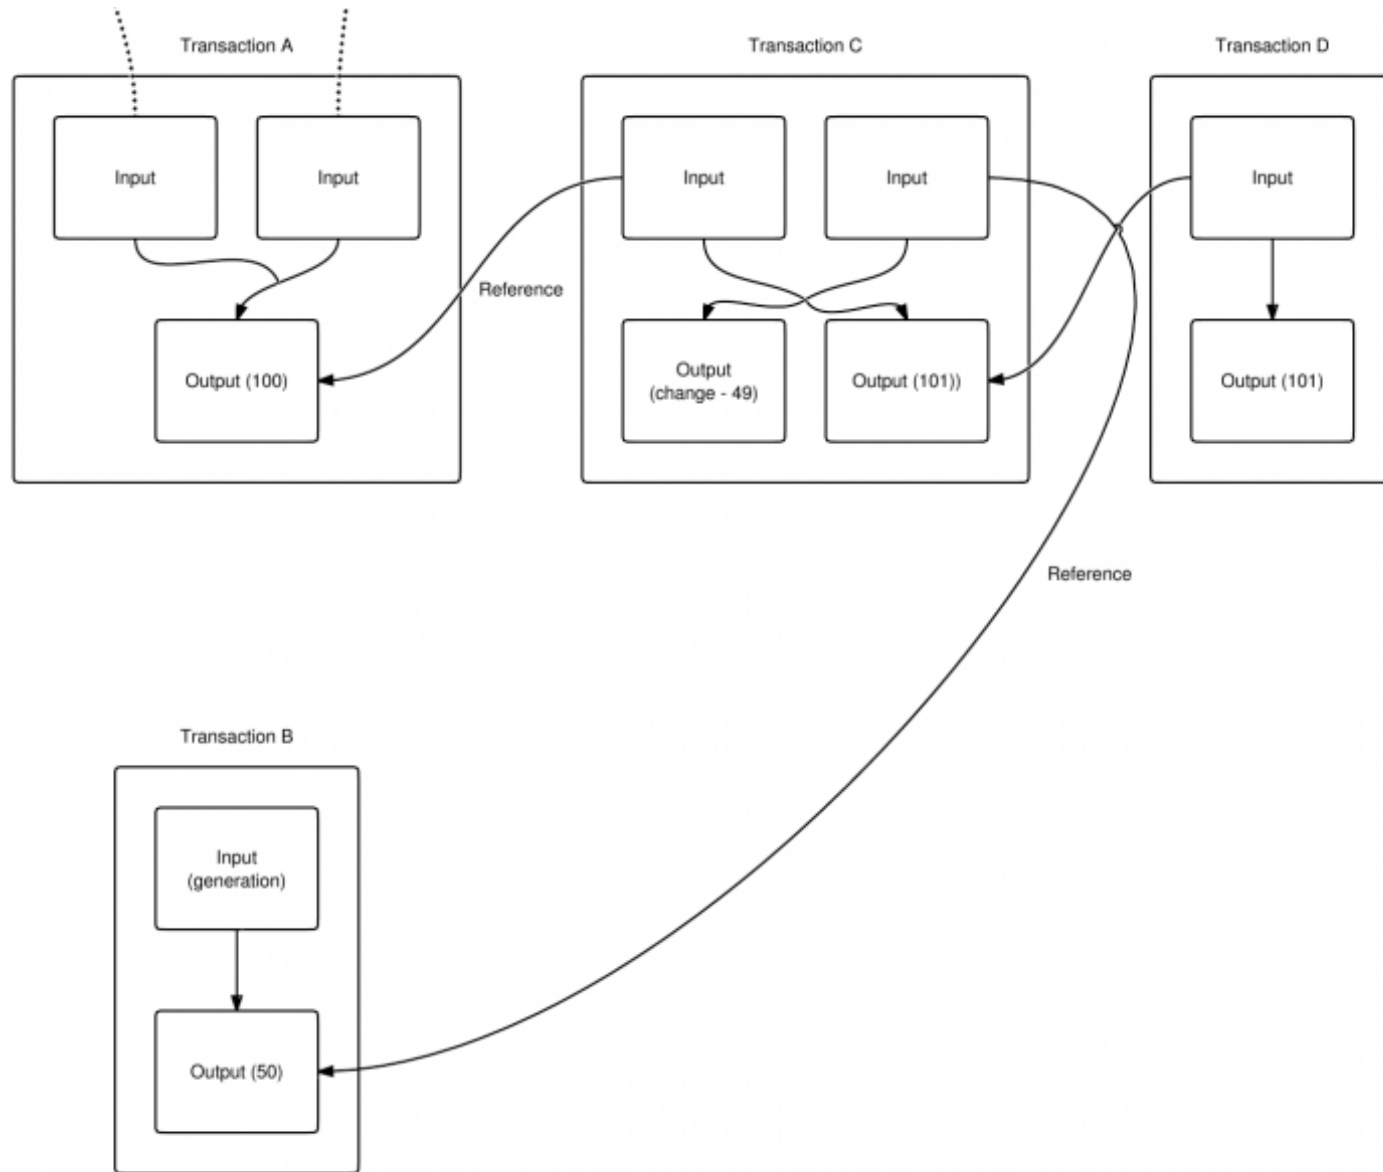 Transaction A
Transaction C
Transaction D
Input
Input
Input
Input
Input
Reference
Output (100)
Output
(change - 49)
Output (101))
Output (101)
Reference
Transaction B
Input
(generation)
Output (50)